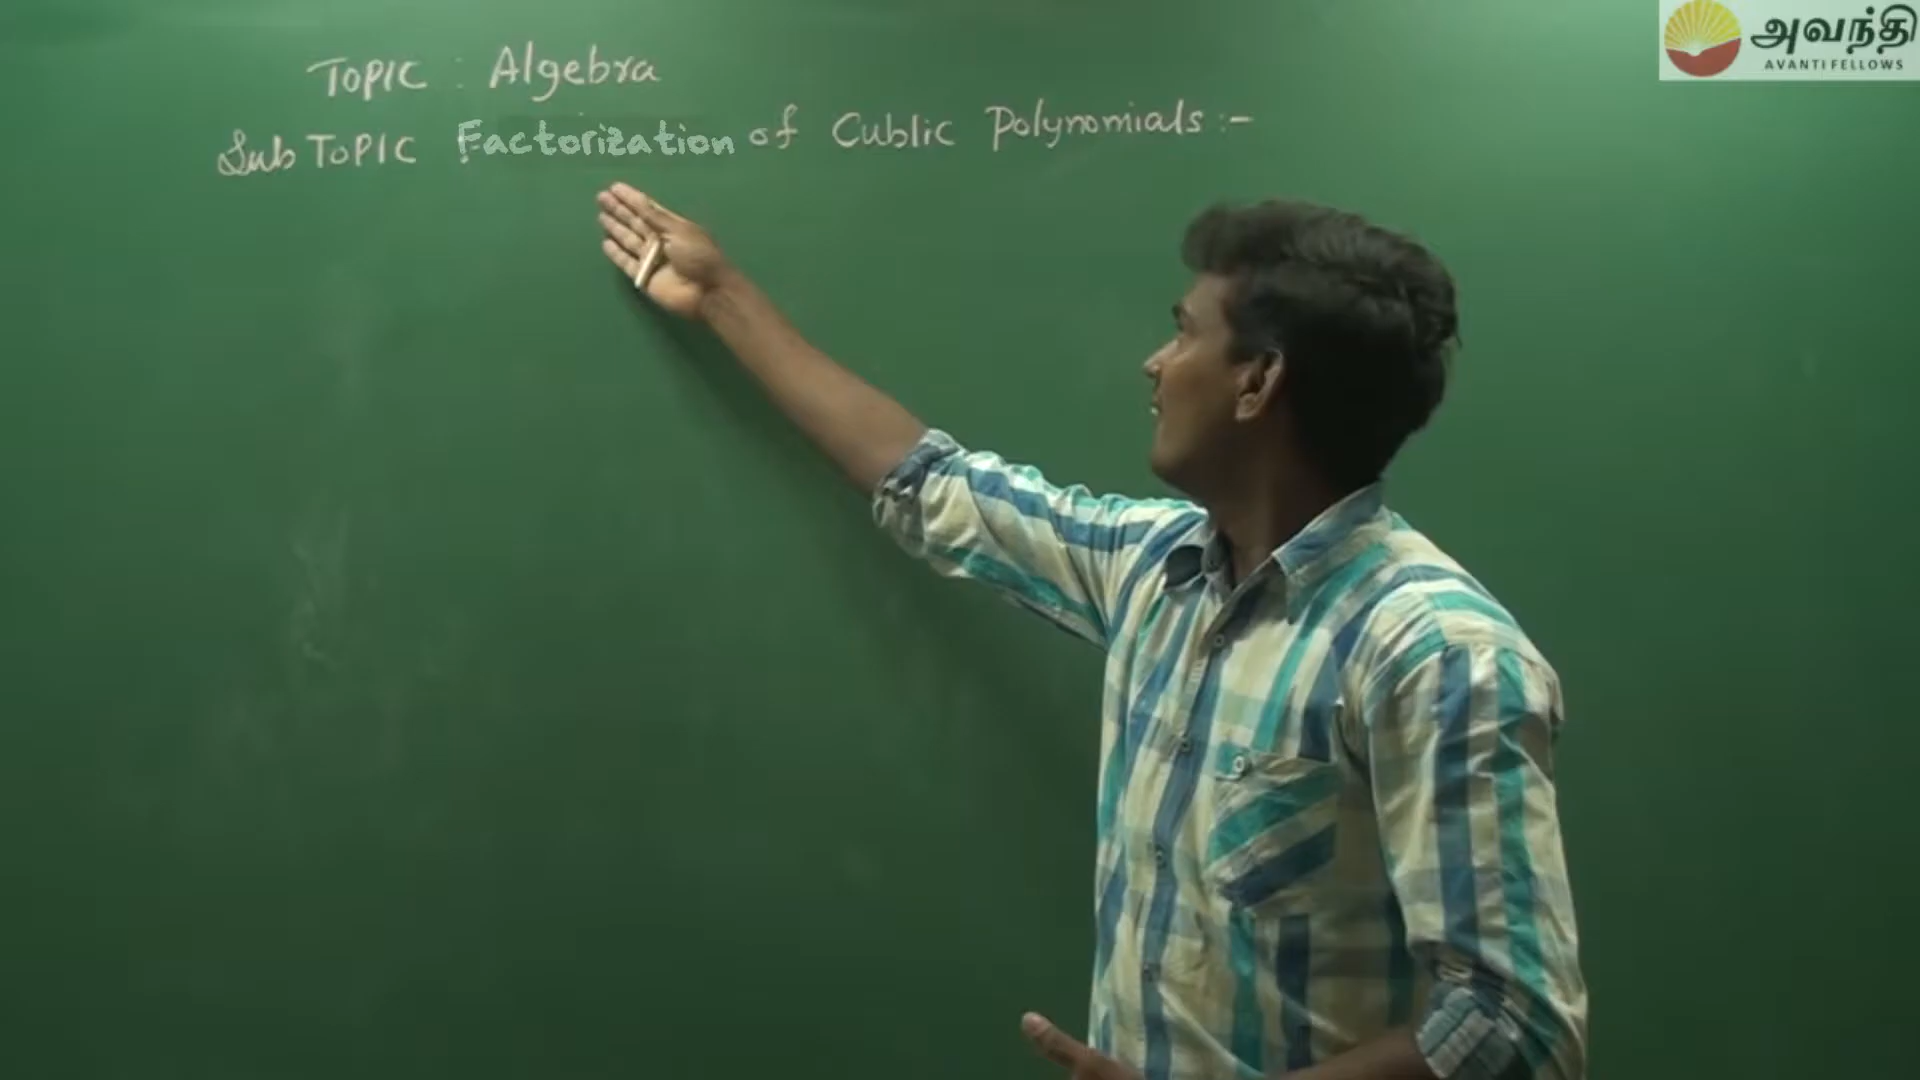 TOPIC : Algebra
Sub TOPIC : Factorization of Cublic Polynomials :-
அவந்தி
AVANTI FELLOWS